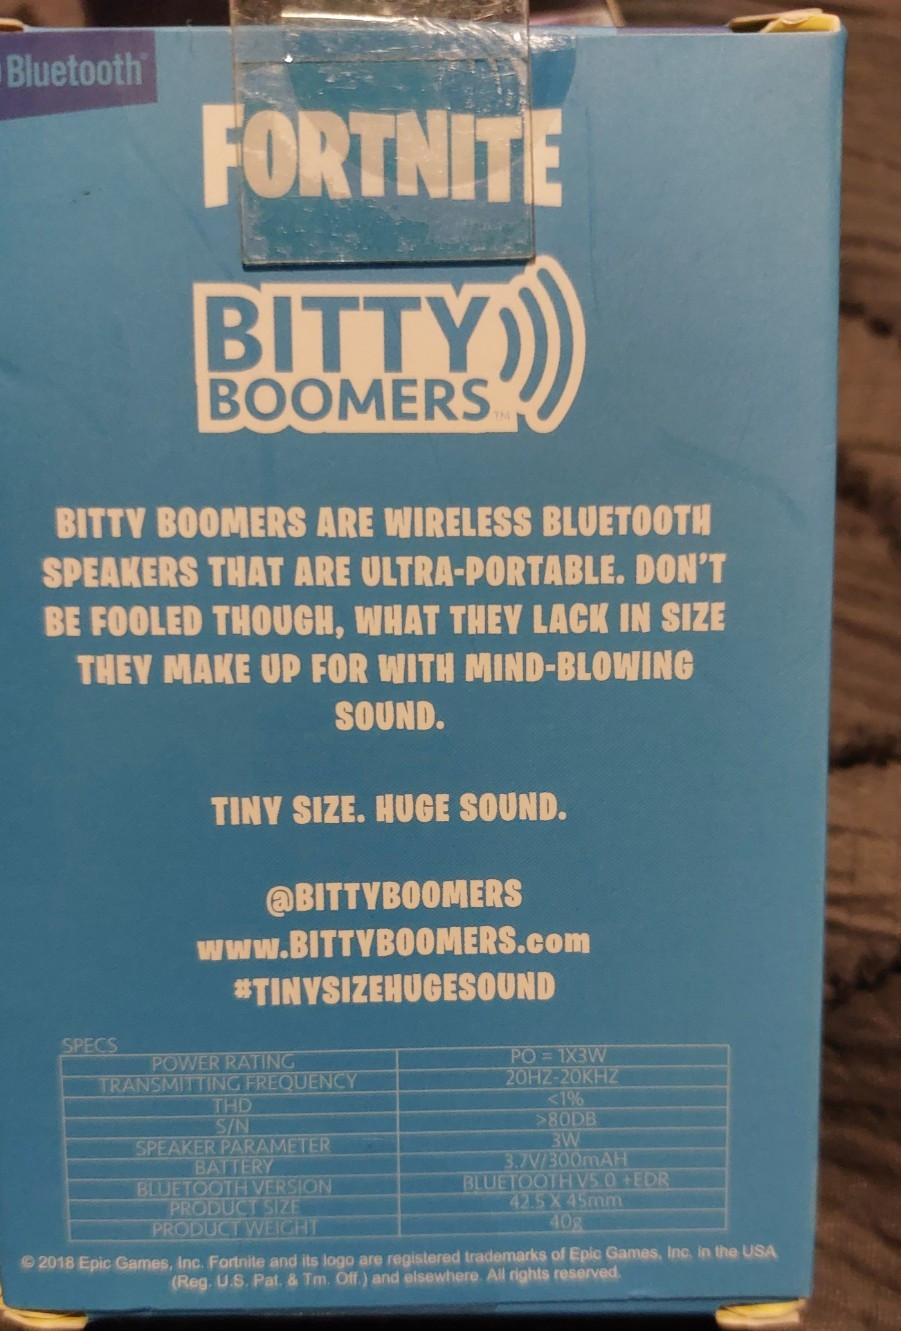 Bluetooth
FORTNITE
BITTY
BOOMERS™
BITTY BOOMERS ARE WIRELESS BLUETOOTH
SPEAKERS THAT ARE ULTRA-PORTABLE. DON'T
BE FOOLED THOUGH, WHAT THEY LACK IN SIZE
THEY MAKE UP FOR WITH MIND-BLOWING
SOUND.
TINY SIZE. HUGE SOUND.
@BITTYBOOMERS
www.BITTYBOOMERS.com
#TINYSIZEHUGESOUND
SPECS
POWER RATING PO = 1X3W
TRANSMITTING FREQUENCY 20HZ-20KHZ
THD <1%
S/N >80DB
SPEAKER PARAMETER 3W
BATTERY 3.7V/300mAH
BLUETOOTH VERSION BLUETOOTH V5.0 +EDR
PRODUCT SIZE 42.5 X 45mm
PRODUCT WEIGHT 40g
© 2018 Epic Games, Inc. Fortnite and its logo are registered trademarks of Epic Games, Inc. in the USA
(Reg. U.S. Pat. & Tm. Off.) and elsewhere. All rights reserved.